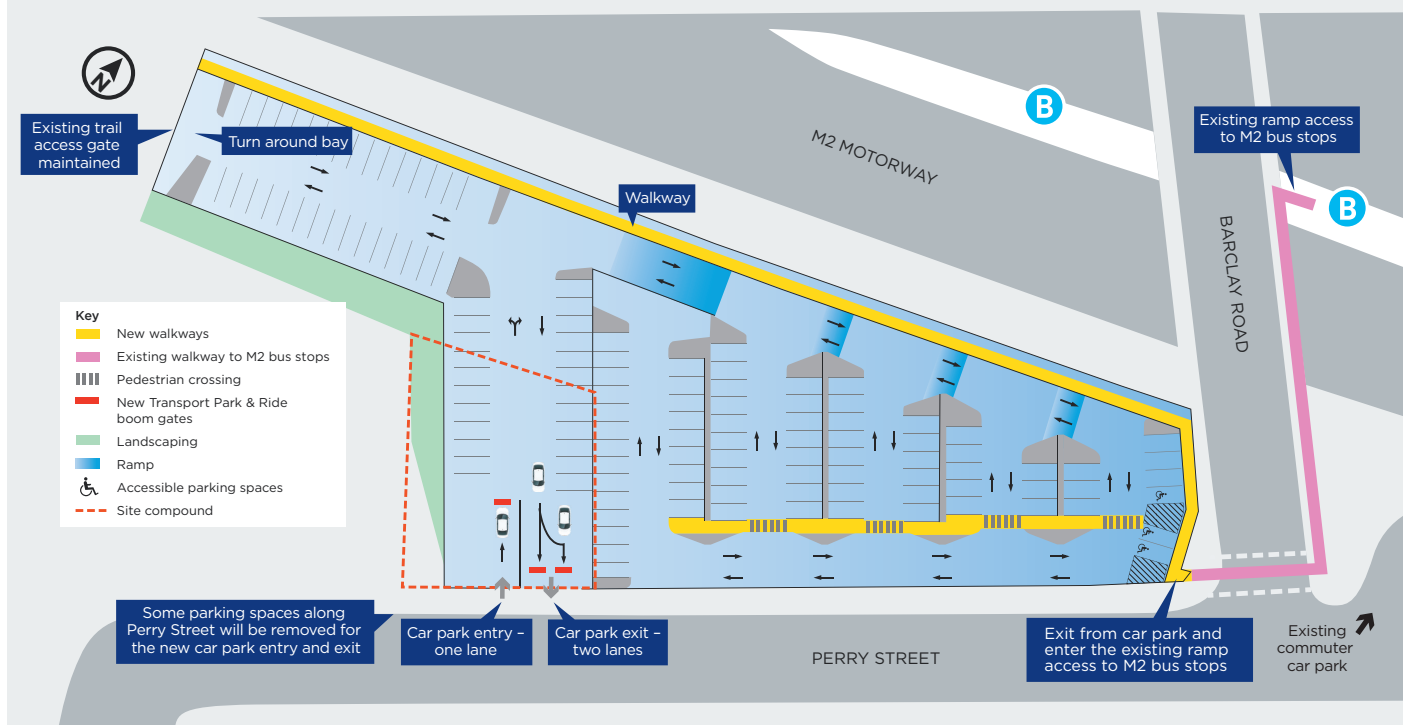 N
Existing trail
access gate
maintained
Turn around bay
Walkway
M2 MOTORWAY
B
Existing ramp access
to M2 bus stops
B
BARCLAY ROAD
Key
New walkways
Existing walkway to M2 bus stops
Pedestrian crossing
New Transport Park & Ride
boom gates
Landscaping
Ramp
Accessible parking spaces
Site compound
Some parking spaces along
Perry Street will be removed for
the new car park entry and exit
Car park entry –
one lane
Car park exit –
two lanes
PERRY STREET
Exit from car park and
enter the existing ramp
access to M2 bus stops
Existing
commuter
car park